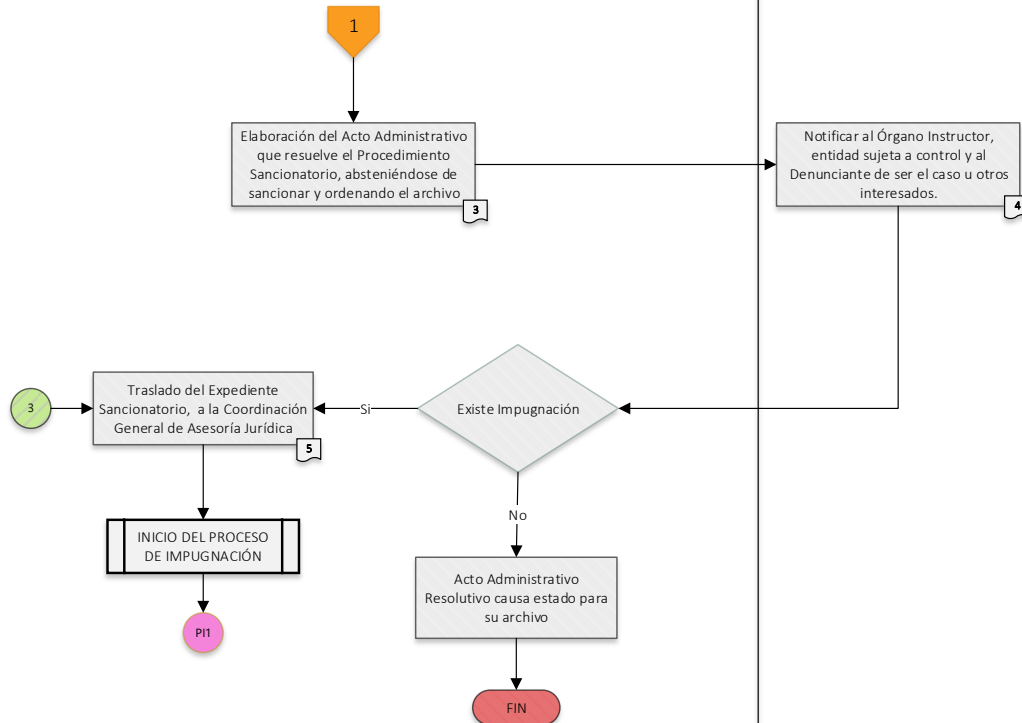 1
Elaboración del Acto Administrativo
que resuelve el Procedimiento
Sancionatorio, absteniéndose de
sancionar y ordenando el archivo
3
Notificar al Órgano Instructor,
entidad sujeta a control y al
Denunciante de ser el caso u otros
interesados.
4
3
Traslado del Expediente
Sancionatorio, a la Coordinación
General de Asesoría Jurídica
5
Si
Existe Impugnación
No
INICIO DEL PROCESO
DE IMPUGNACIÓN
PI1
Acto Administrativo
Resolutivo causa estado para
su archivo
FIN